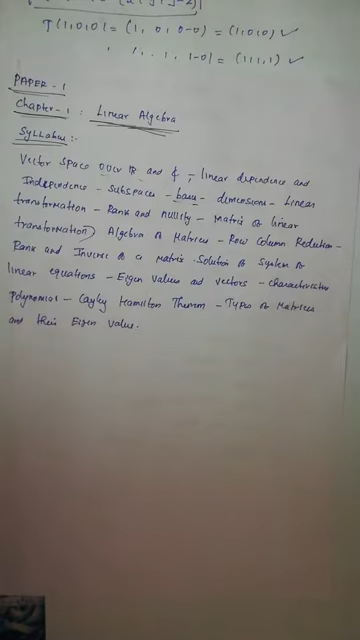 T(1,0,0) = (1, 0, 0-0) = (1,0,0) ✓
1, . 1, 1-0) = (1,1,1) ✓
PAPER - 1
Chapter - 1 : Linear Algebra
Syllabus :-
Vector Space over R and ₵, - linear dependence and
Independence - Subspaces - bases - dimensions - Linear
transformation - Rank and nullity - Matrix of linear
transformation) Algebra of Matrices - Row Column Reduction -
Rank and Inverse of a matrix. Solution of System of
linear equations - Eigen values and vectors - characteristic
polynomial - Cayley Hamilton Theorem - Types of Matrices
and their Eigen value.